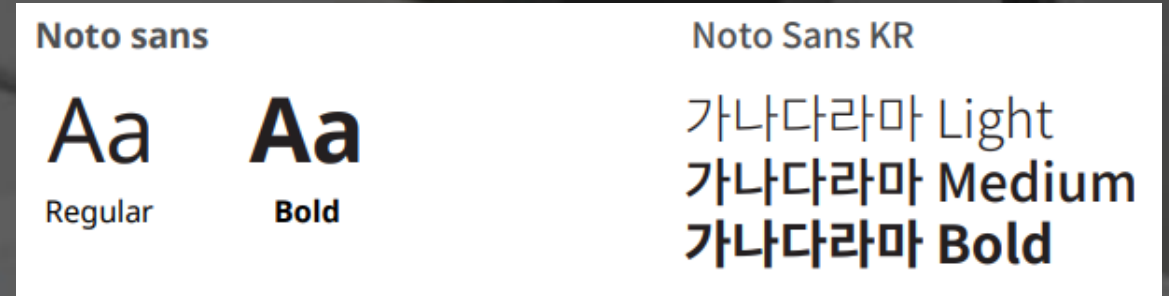 Noto sans
Aa Aa
Regular Bold
Noto Sans KR
가나다라마 Light
가나다라마 Medium
가나다라마 Bold